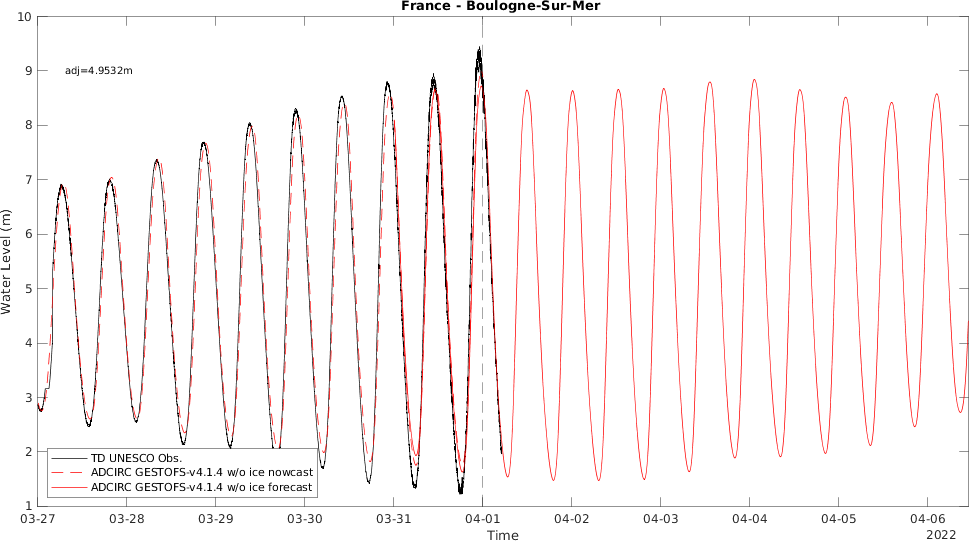 France - Boulogne-Sur-Mer
10
9
adj=4.9532m
8
7
6
5
4
3
2
1
Water Level (m)
TD UNESCO Obs.
ADCIRC GESTOFS-v4.1.4 w/o ice nowcast
ADCIRC GESTOFS-v4.1.4 w/o ice forecast
03-27 03-28 03-29 03-30 03-31 04-01 04-02 04-03 04-04 04-05 04-06
Time
2022